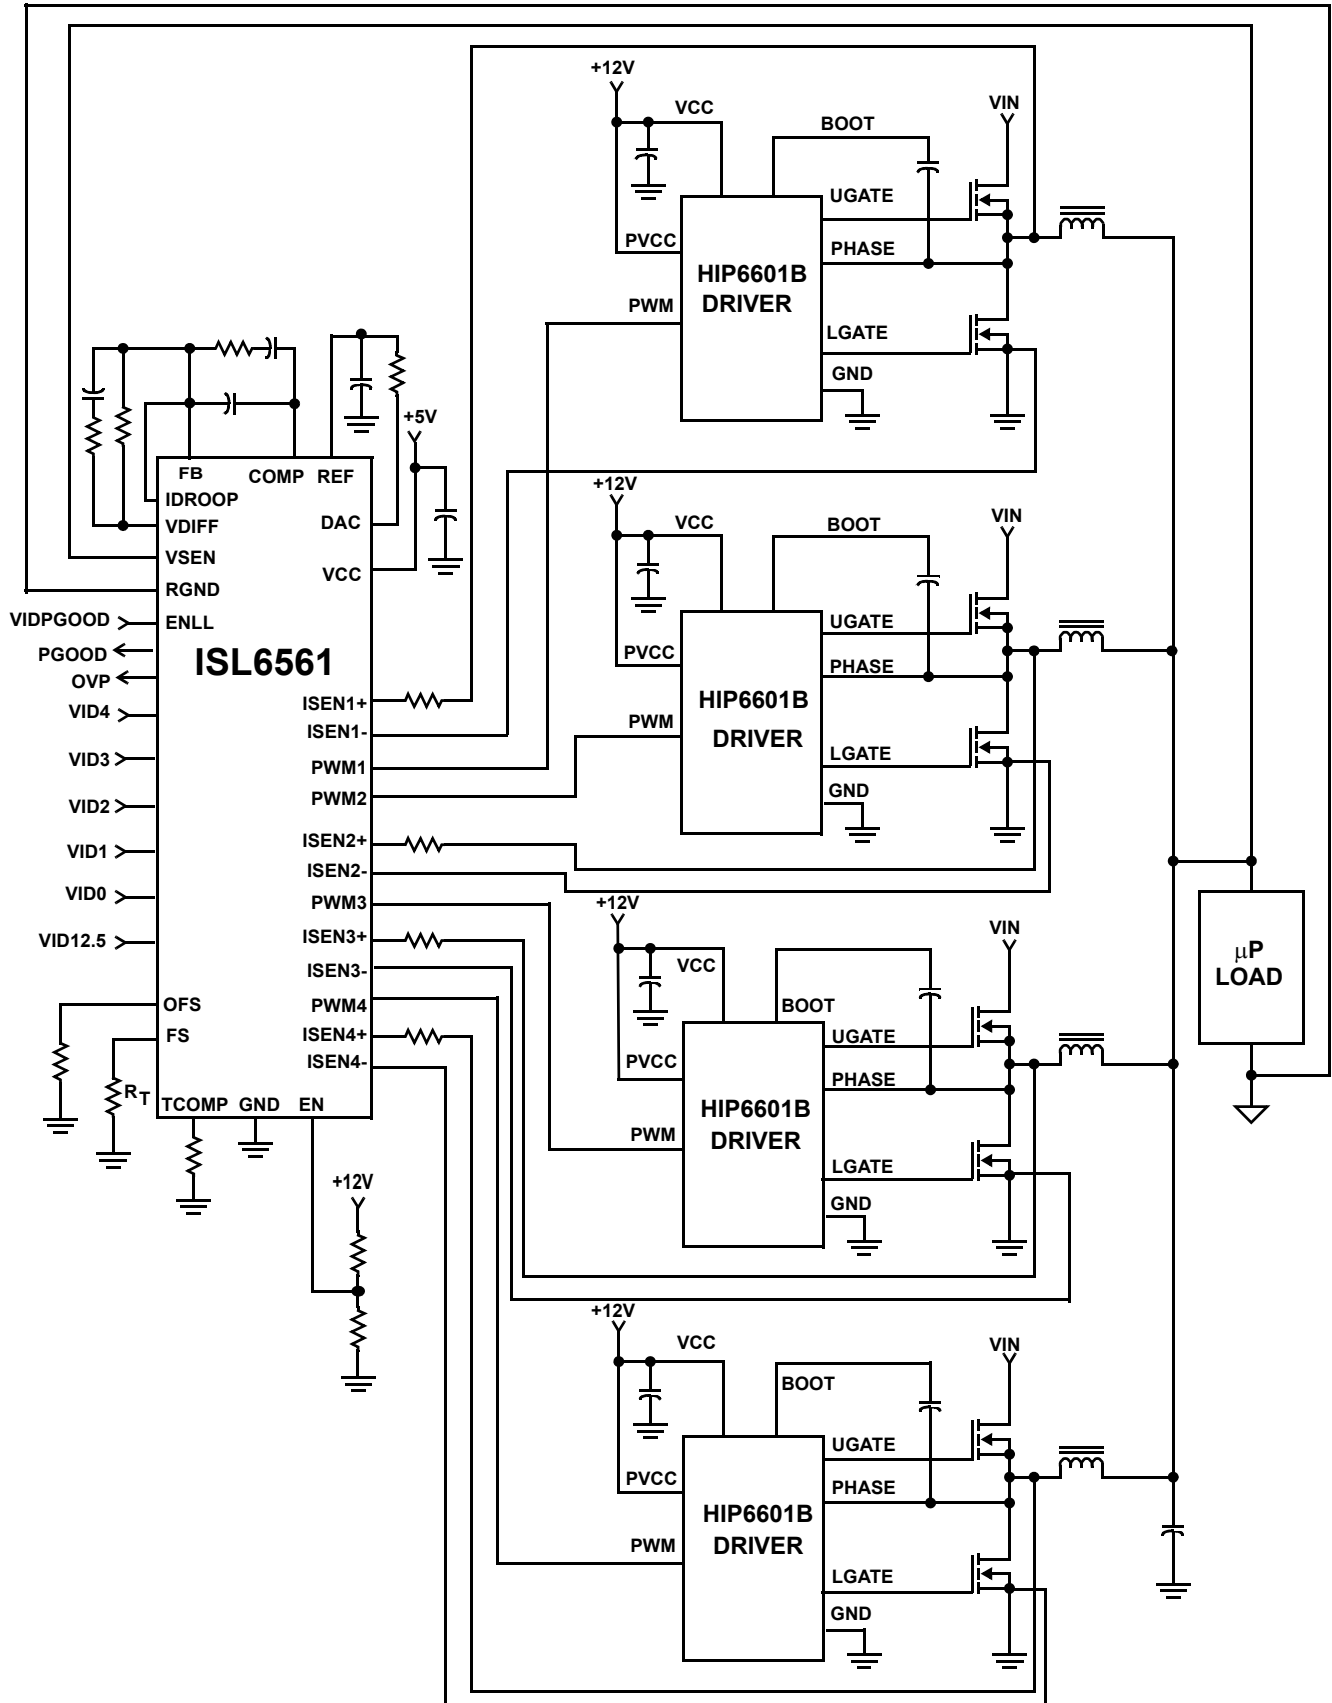 +12V
VCC
BOOT
VIN
UGATE
PVCC
PHASE
HIP6601B
DRIVER
PWM
LGATE
GND
+5V
FB
COMP
REF
IDROOP
VDIFF
DAC
VSEN
VCC
RGND
VIDPGOOD
ENLL
PGOOD
OVP
ISL6561
VID4
VID3
VID2
VID1
VID0
VID12.5
ISEN1+
ISEN1-
PWM1
PWM2
ISEN2+
ISEN2-
PWM3
ISEN3+
ISEN3-
PWM4
ISEN4+
ISEN4-
OFS
FS
RT
TCOMP
GND
EN
+12V
+12V
VCC
BOOT
VIN
UGATE
PVCC
PHASE
HIP6601B
DRIVER
PWM
LGATE
GND
+12V
VCC
BOOT
VIN
UGATE
PVCC
PHASE
HIP6601B
DRIVER
PWM
LGATE
GND
µP
LOAD
+12V
VCC
BOOT
VIN
UGATE
PVCC
PHASE
HIP6601B
DRIVER
PWM
LGATE
GND